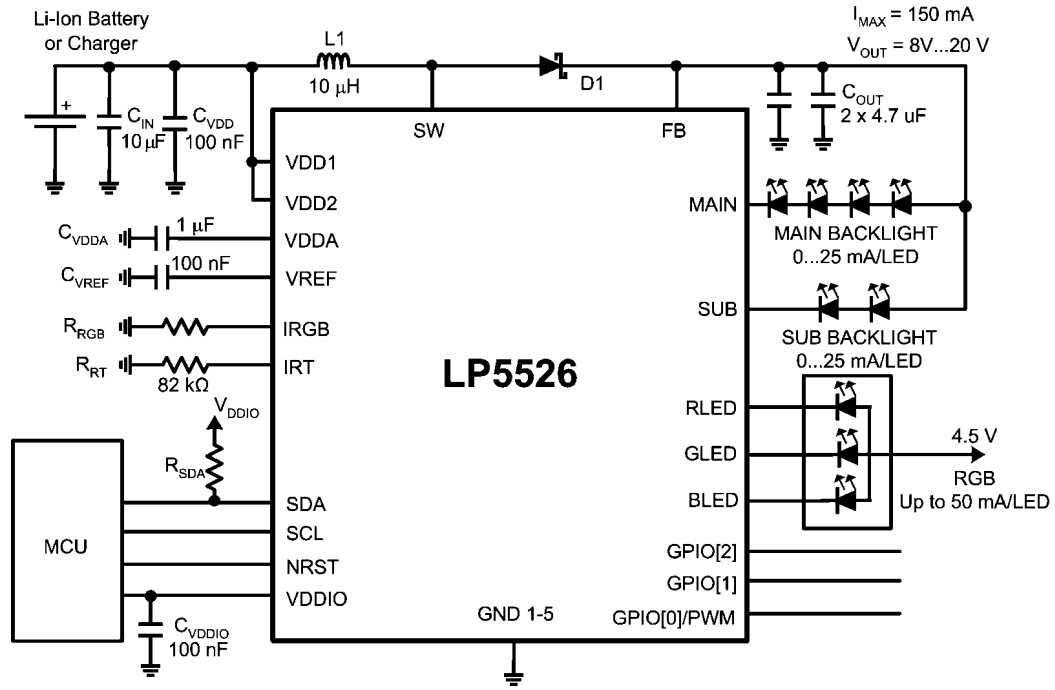 Li-Ion Battery
or Charger
+
C_IN
10 µF
C_VDD
100 nF
L1
10 µH
D1
I_MAX = 150 mA
V_OUT = 8V...20 V
C_OUT
2 x 4.7 uF
SW
FB
VDD1
VDD2
C_VDDA
1 µF
VDDA
C_VREF
100 nF
VREF
R_RGB
IRGB
R_RT
82 kΩ
IRT
LP5526
MAIN
MAIN BACKLIGHT
0...25 mA/LED
SUB
SUB BACKLIGHT
0...25 mA/LED
RLED
GLED
BLED
4.5 V
RGB
Up to 50 mA/LED
V_DDIO
R_SDA
MCU
SDA
SCL
NRST
VDDIO
C_VDDIO
100 nF
GND 1-5
GPIO[2]
GPIO[1]
GPIO[0]/PWM